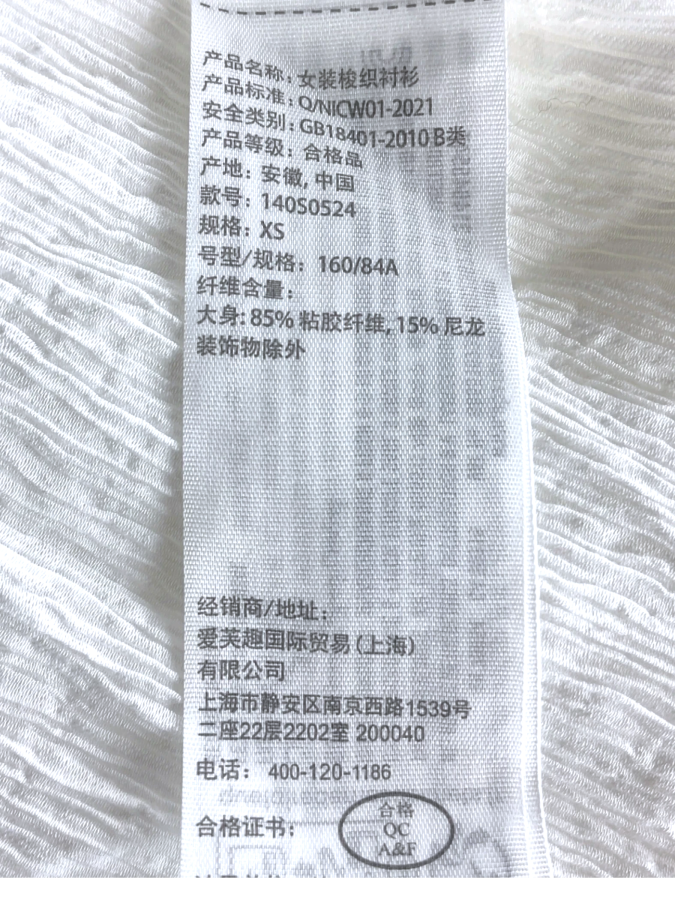 产品名称：女装梭织衬衫
产品标准：Q/NICW01-2021
安全类别：GB18401-2010 B类
产品等级：合格品
产地：安徽, 中国
款号：140S0524
规格：XS
号型/规格：160/84A
纤维含量：
大身: 85% 粘胶纤维, 15% 尼龙
装饰物除外
经销商/地址：
爱芙趣国际贸易(上海)
有限公司
上海市静安区南京西路1539号
二座22层2202室 200040
电话： 400-120-1186
合格证书：
合格
QC
A&F